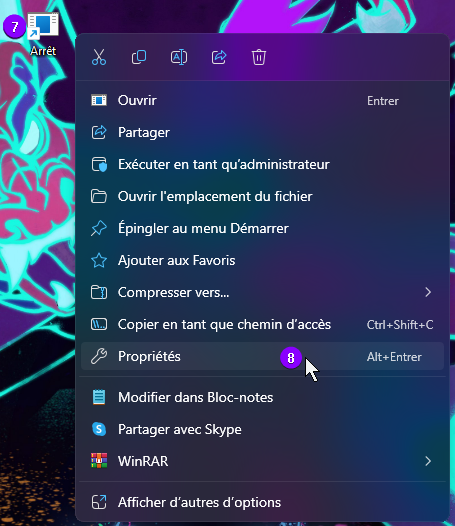 7
Arrêt
Ouvrir Entrer
Partager
Exécuter en tant qu'administrateur
Ouvrir l'emplacement du fichier
Épingler au menu Démarrer
Ajouter aux Favoris
Compresser vers...
Copier en tant que chemin d'accès Ctrl+Shift+C
Propriétés 8 Alt+Entrer
Modifier dans Bloc-notes
Partager avec Skype
WinRAR
Afficher d'autres d'options